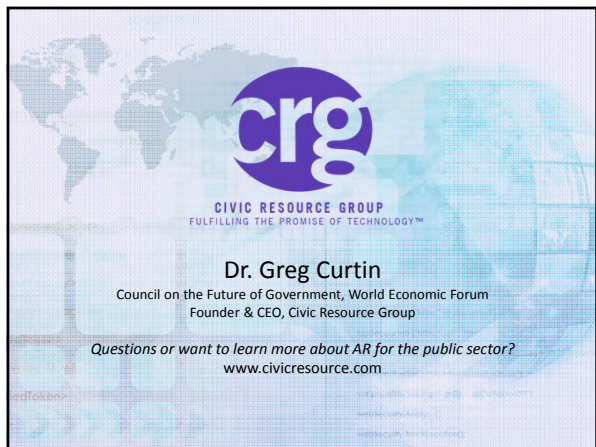 crg
CIVIC RESOURCE GROUP
FULFILLING THE PROMISE OF TECHNOLOGY™
Dr. Greg Curtin
Council on the Future of Government, World Economic Forum
Founder & CEO, Civic Resource Group
Questions or want to learn more about AR for the public sector?
www.civicresource.com